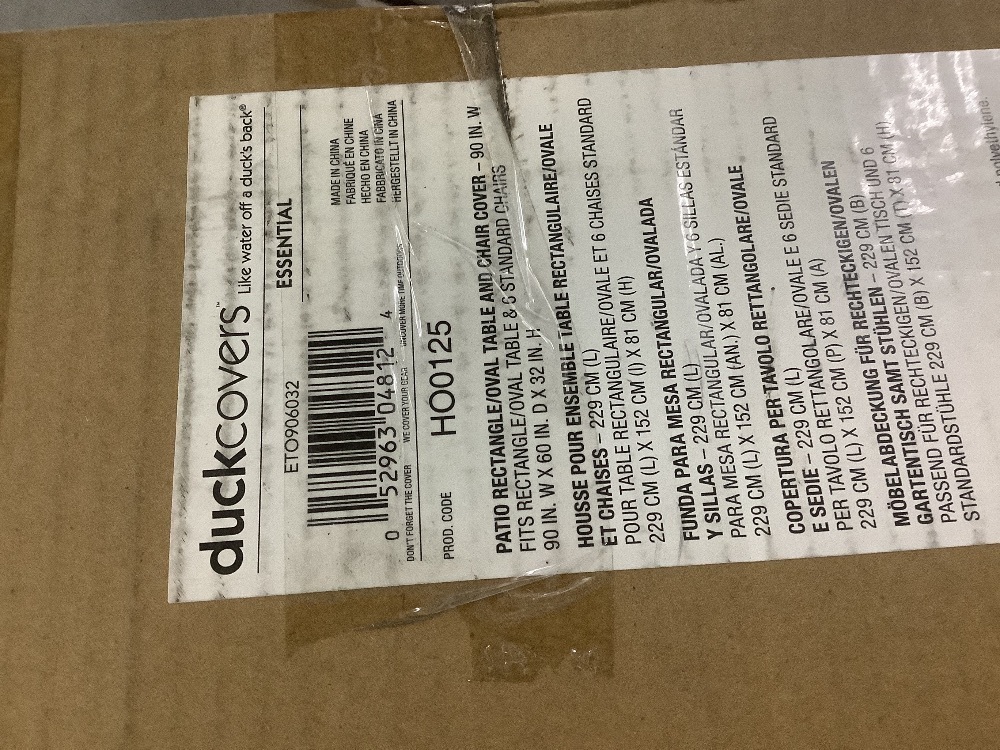 duckcovers™ Like water off a duck's back®
ETO906032
ESSENTIAL
MADE IN CHINA
FABRIQUÉ EN CHINE
HECHO EN CHINA
FABBRICATO IN CINA
HERGESTELLT IN CHINA
0 52963 04812 4
DON'T FORGET THE COVER WE COVER YOUR GEAR UNCOVER MORE TIME OUTDOORS
PROD. CODE HO00125
PATIO RECTANGLE/OVAL TABLE AND CHAIR COVER – 90 IN. W
FITS RECTANGLE/OVAL TABLE & 6 STANDARD CHAIRS
90 IN. W X 60 IN. D X 32 IN. H
HOUSSE POUR ENSEMBLE TABLE RECTANGULAIRE/OVALE
ET CHAISES – 229 CM (L)
POUR TABLE RECTANGULAIRE/OVALE ET 6 CHAISES STANDARD
229 CM (L) X 152 CM (I) X 81 CM (H)
FUNDA PARA MESA RECTANGULAR/OVALADA
Y SILLAS – 229 CM (L)
PARA MESA RECTANGULAR/OVALADA Y 6 SILLAS ESTÁNDAR
229 CM (L) X 152 CM (AN.) X 81 CM (AL.)
COPERTURA PER TAVOLO RETTANGOLARE/OVALE
E SEDIE – 229 CM (L)
PER TAVOLO RETTANGOLARE/OVALE E 6 SEDIE STANDARD
229 CM (L) X 152 CM (P) X 81 CM (A)
MÖBELABDECKUNG FÜR RECHTECKIGEN/OVALEN
GARTENTISCH SAMT STÜHLEN – 229 CM (B)
PASSEND FÜR RECHTECKIGEN/OVALEN TISCH UND 6
STANDARDSTÜHLE 229 CM (B) X 152 CM (T) X 81 CM (H)